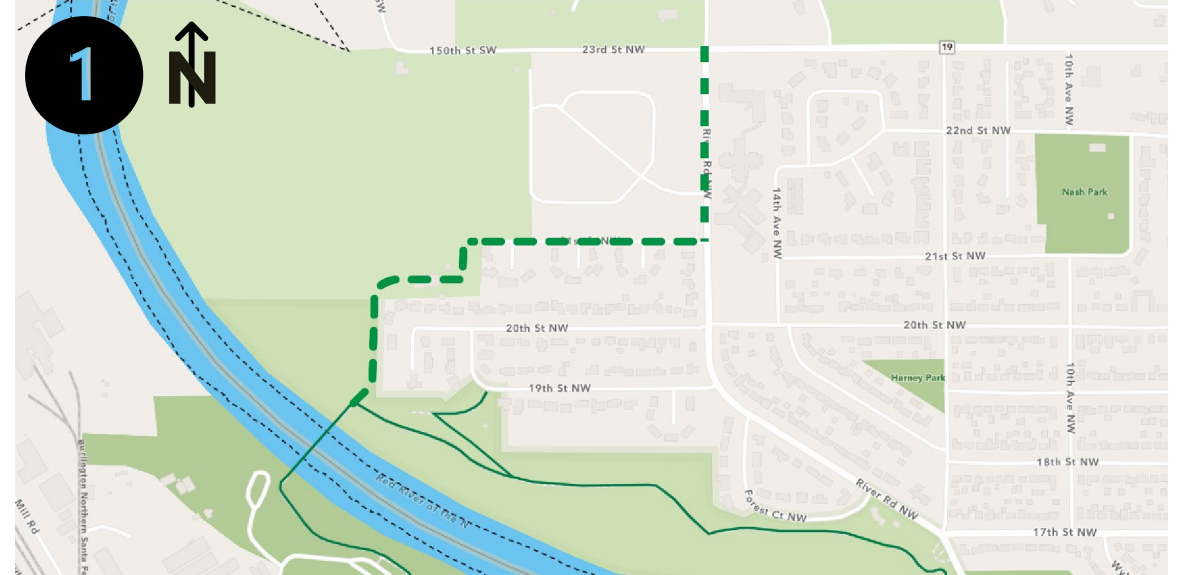 1
N
SW
150th St SW
23rd St NW
19
10th Ave NW
22nd St NW
River Rd NW
Nash Park
14th Ave NW
21st St NW
20th St NW
20th St NW
Harney Park
19th St NW
10th Ave NW
Burlington Northern Santa Fe
18th St NW
Red River of the N
Mill Rd
Forest Ct NW
River Rd NW
17th St NW